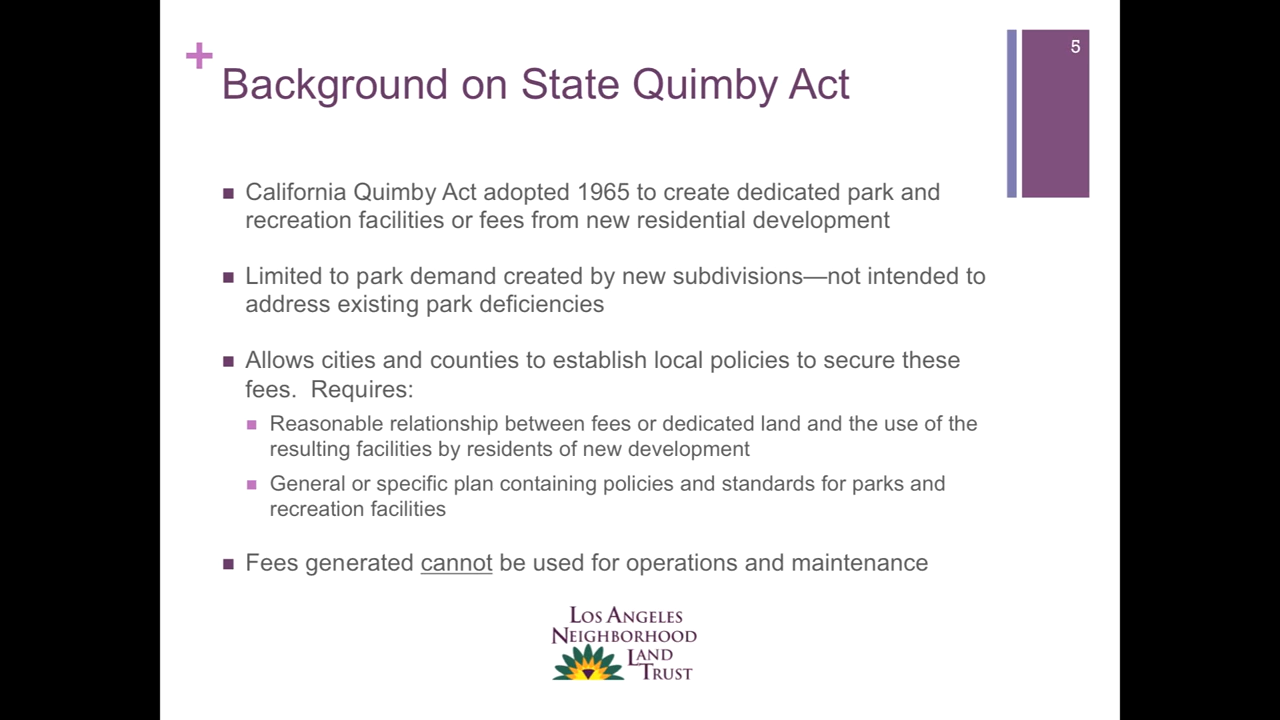 +
5
Background on State Quimby Act
■ California Quimby Act adopted 1965 to create dedicated park and
recreation facilities or fees from new residential development
■ Limited to park demand created by new subdivisions—not intended to
address existing park deficiencies
■ Allows cities and counties to establish local policies to secure these
fees.  Requires:
■ Reasonable relationship between fees or dedicated land and the use of the
resulting facilities by residents of new development
■ General or specific plan containing policies and standards for parks and
recreation facilities
■ Fees generated cannot be used for operations and maintenance
LOS ANGELES
NEIGHBORHOOD
LAND
TRUST